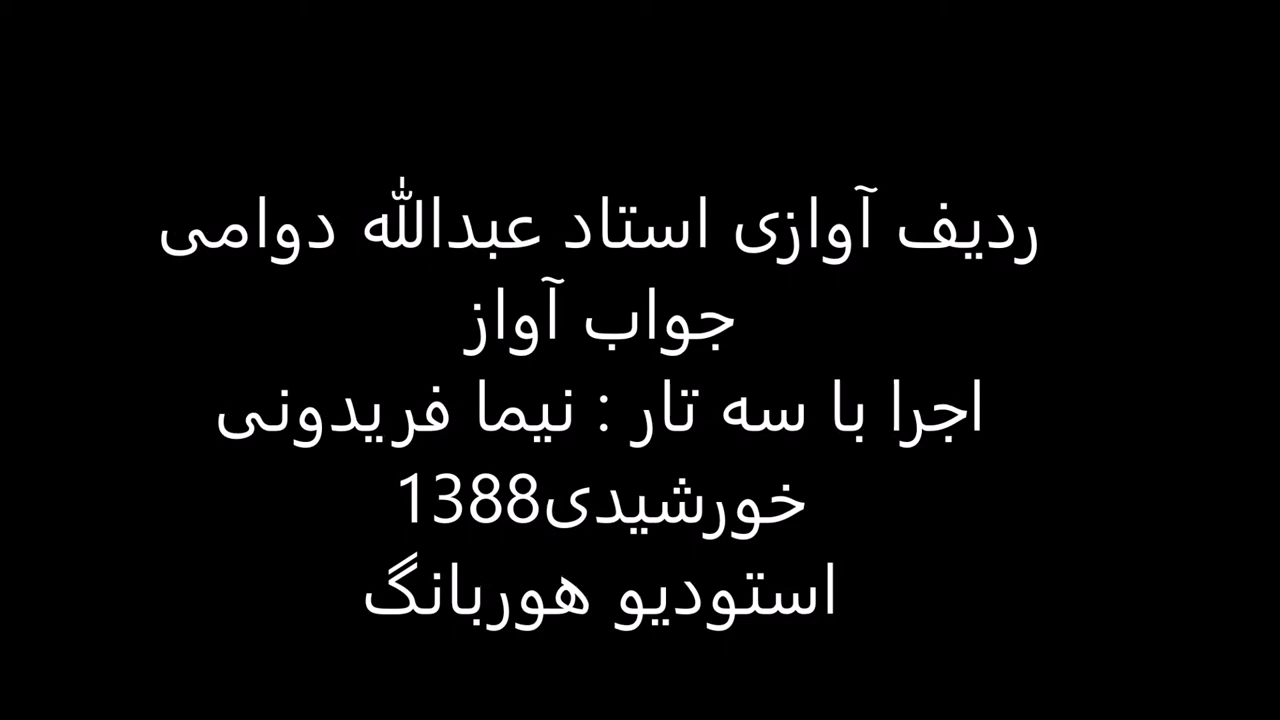 ردیف آوازی استاد عبدالله دوامی
جواب آواز
اجرا با سه تار : نیما فریدونی
خورشیدی1388
استودیو هوربانگ